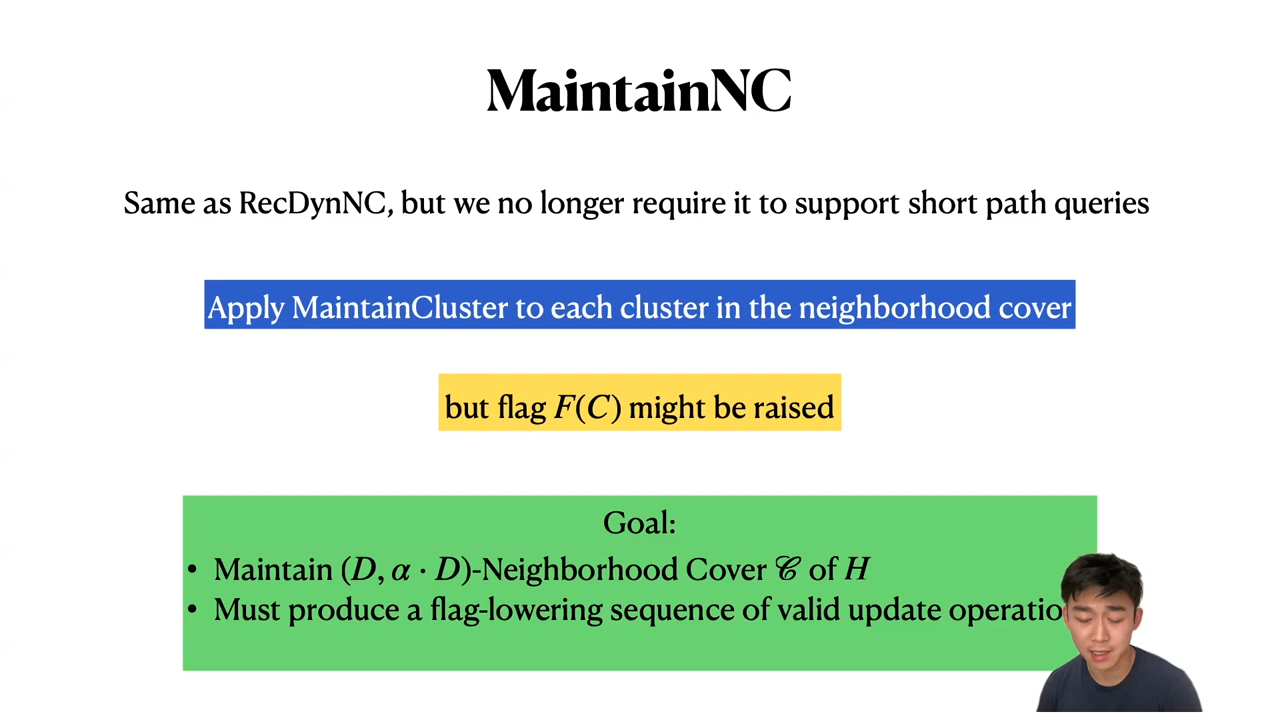 MaintainNC
Same as RecDynNC, but we no longer require it to support short path queries
Apply MaintainCluster to each cluster in the neighborhood cover
but flag F(C) might be raised
Goal:
• Maintain (D, α · D)-Neighborhood Cover 𝒞 of H
• Must produce a flag-lowering sequence of valid update operatio